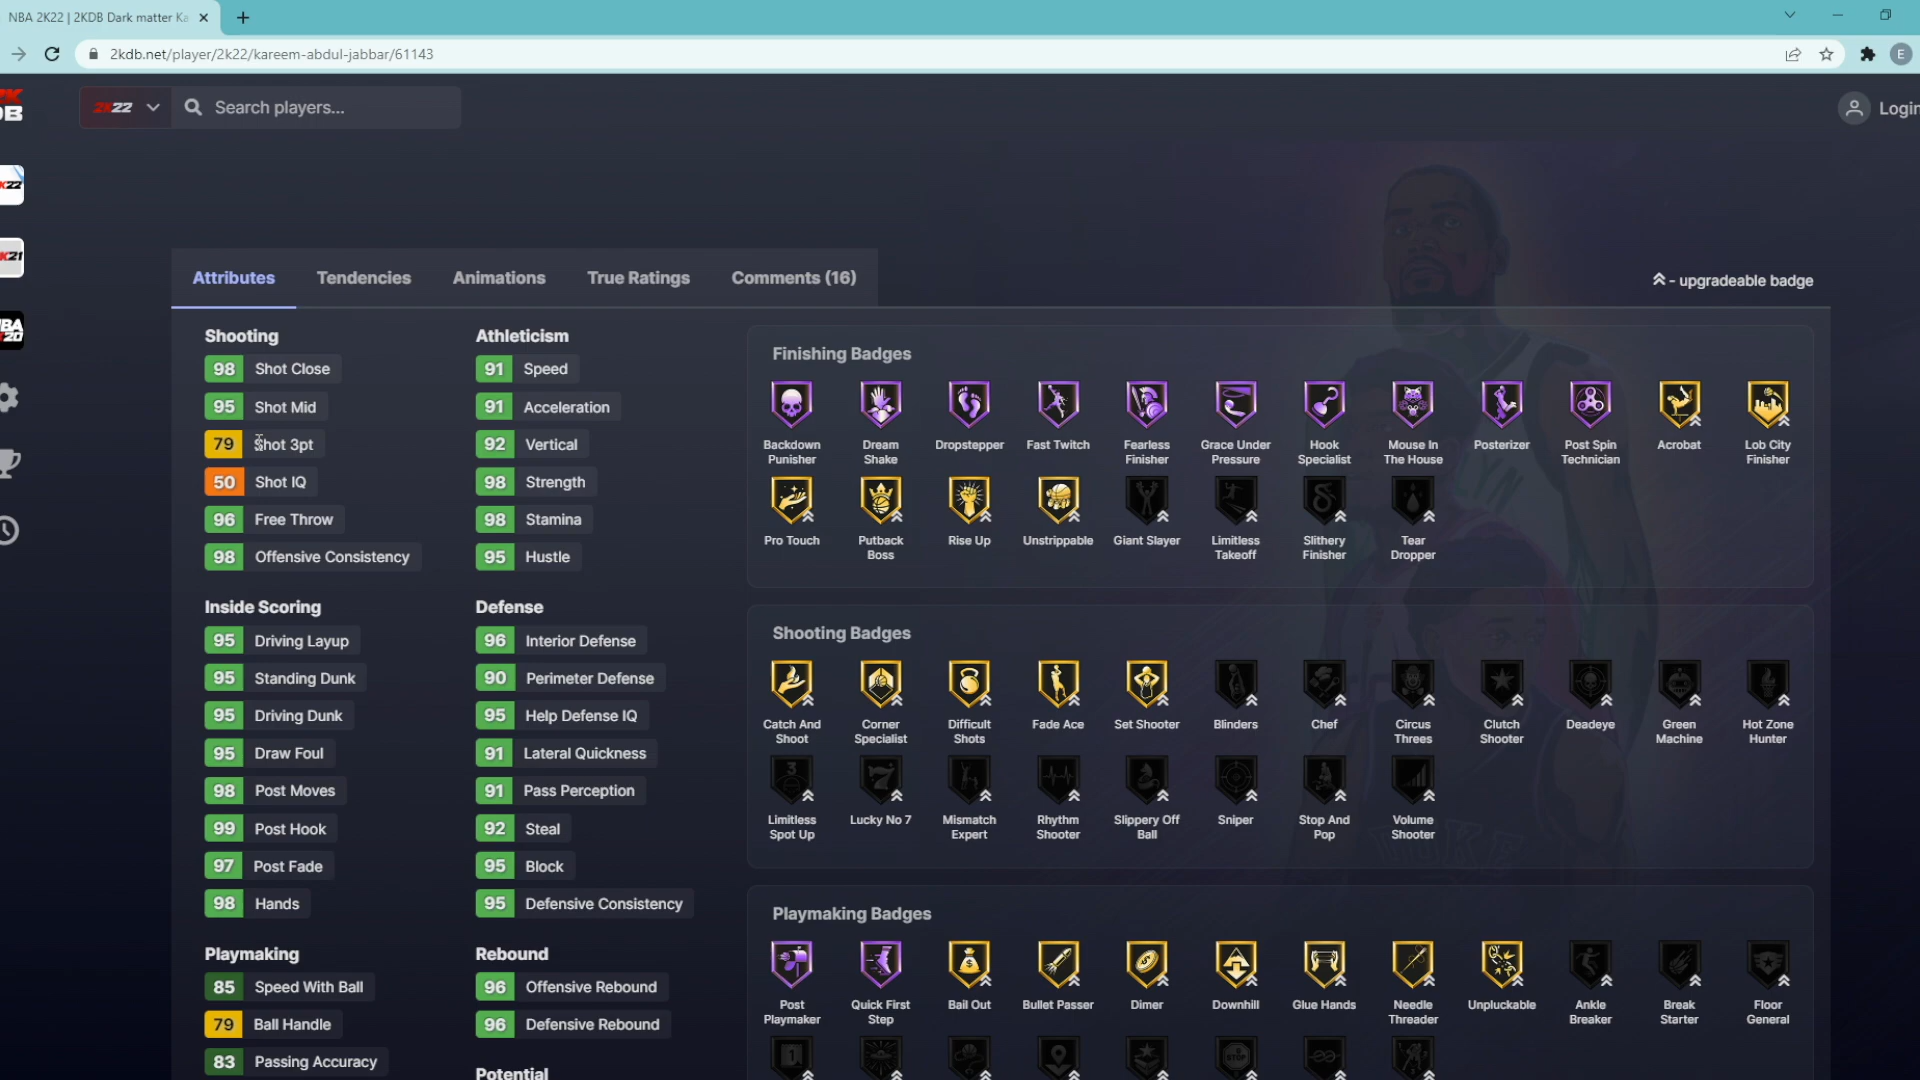 NBA 2K22 | 2KDB Dark matter Ka
2kdb.net/player/2k22/kareem-abdul-jabbar/61143
E
2K
DB
2K22
Search players...
Login
K22
K21
NBA
K20
Attributes
Tendencies
Animations
True Ratings
Comments (16)
- upgradeable badge
Shooting
98 Shot Close
95 Shot Mid
79 Shot 3pt
50 Shot IQ
96 Free Throw
98 Offensive Consistency
Inside Scoring
95 Driving Layup
95 Standing Dunk
95 Driving Dunk
95 Draw Foul
98 Post Moves
99 Post Hook
97 Post Fade
98 Hands
Playmaking
85 Speed With Ball
79 Ball Handle
83 Passing Accuracy
Athleticism
91 Speed
91 Acceleration
92 Vertical
98 Strength
98 Stamina
95 Hustle
Defense
96 Interior Defense
90 Perimeter Defense
95 Help Defense IQ
91 Lateral Quickness
91 Pass Perception
92 Steal
95 Block
95 Defensive Consistency
Rebound
96 Offensive Rebound
96 Defensive Rebound
Potential
Finishing Badges
Backdown
Punisher
Dream
Shake
Dropstepper
Fast Twitch
Fearless
Finisher
Grace Under
Pressure
Hook
Specialist
Mouse In
The House
Posterizer
Post Spin
Technician
Acrobat
Lob City
Finisher
Pro Touch
Putback
Boss
Rise Up
Unstrippable
Giant Slayer
Limitless
Takeoff
Slithery
Finisher
Tear
Dropper
Shooting Badges
Catch And
Shoot
Corner
Specialist
Difficult
Shots
Fade Ace
Set Shooter
Blinders
Chef
Circus
Threes
Clutch
Shooter
Deadeye
Green
Machine
Hot Zone
Hunter
Limitless
Spot Up
Lucky No 7
Mismatch
Expert
Rhythm
Shooter
Slippery Off
Ball
Sniper
Stop And
Pop
Volume
Shooter
Playmaking Badges
Post
Playmaker
Quick First
Step
Bail Out
Bullet Passer
Dimer
Downhill
Glue Hands
Needle
Threader
Unpluckable
Ankle
Breaker
Break
Starter
Floor
General